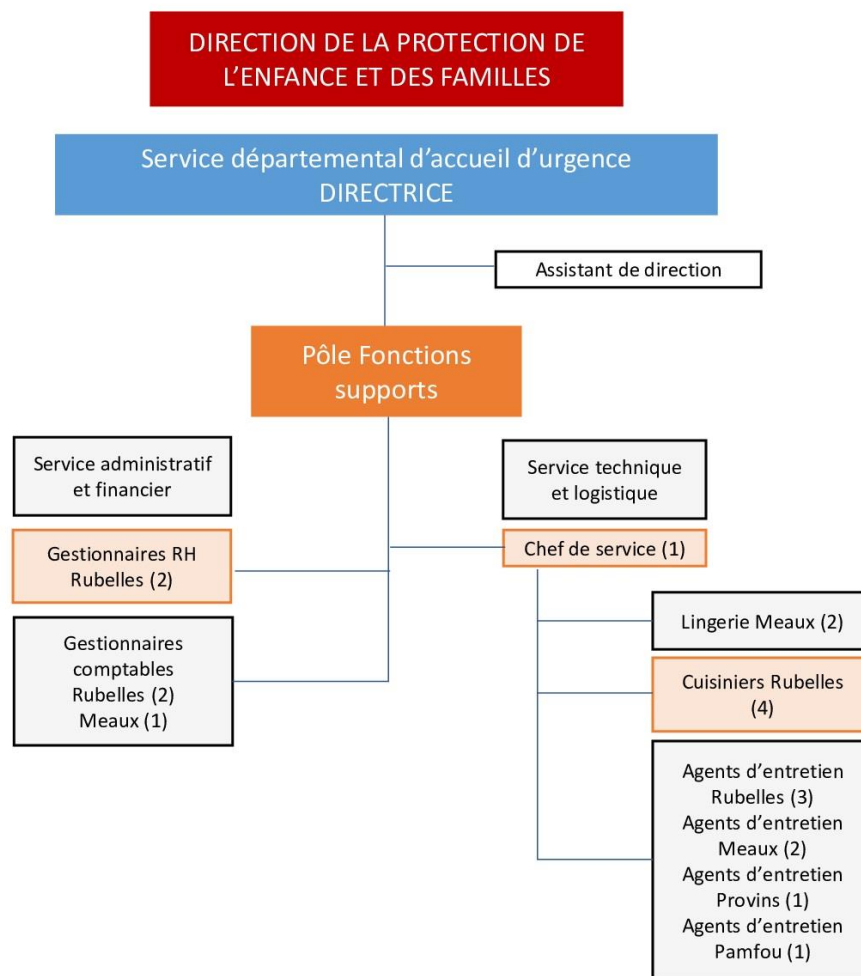 DIRECTION DE LA PROTECTION DE
L’ENFANCE ET DES FAMILLES
Service départemental d’accueil d’urgence
DIRECTRICE
Assistant de direction
Pôle Fonctions
supports
Service administratif
et financier
Gestionnaires RH
Rubelles (2)
Gestionnaires
comptables
Rubelles (2)
Meaux (1)
Service technique
et logistique
Chef de service (1)
Lingerie Meaux (2)
Cuisiniers Rubelles
(4)
Agents d’entretien
Rubelles (3)
Agents d’entretien
Meaux (2)
Agents d’entretien
Provins (1)
Agents d’entretien
Pamfou (1)